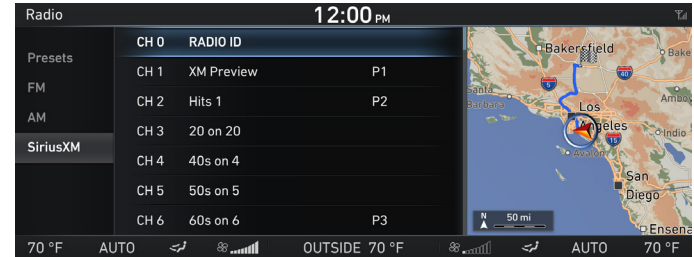 Radio
12:00 PM
Presets
FM
AM
SiriusXM
CH 0 RADIO ID
CH 1 XM Preview P1
CH 2 Hits 1 P2
CH 3 20 on 20
CH 4 40s on 4
CH 5 50s on 5
CH 6 60s on 6 P3
Bakersfield
Bake
5
40
Santa
Barbara
Los
Angeles
Ambo
Indio
15
Avalon
San
Diego
N 50 mi
Ensena
70 °F AUTO OUTSIDE 70 °F AUTO 70 °F